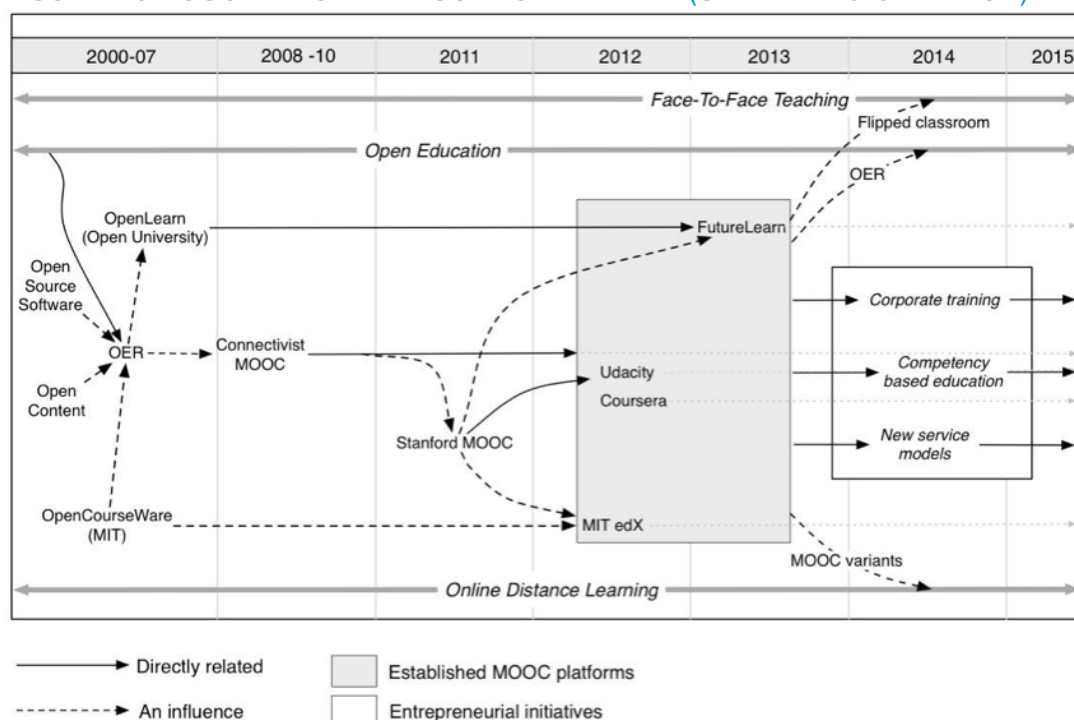 2000-07
2008 -10
2011
2012
2013
2014
2015
Face-To-Face Teaching
Flipped classroom
Open Education
OER
OpenLearn
(Open University)
FutureLearn
Open
Source
Software
Corporate training
OER
Connectivist
MOOC
Udacity
Competency
based education
Open
Content
Coursera
Stanford MOOC
New service
models
OpenCourseWare
(MIT)
MIT edX
MOOC variants
Online Distance Learning
Directly related
Established MOOC platforms
An influence
Entrepreneurial initiatives